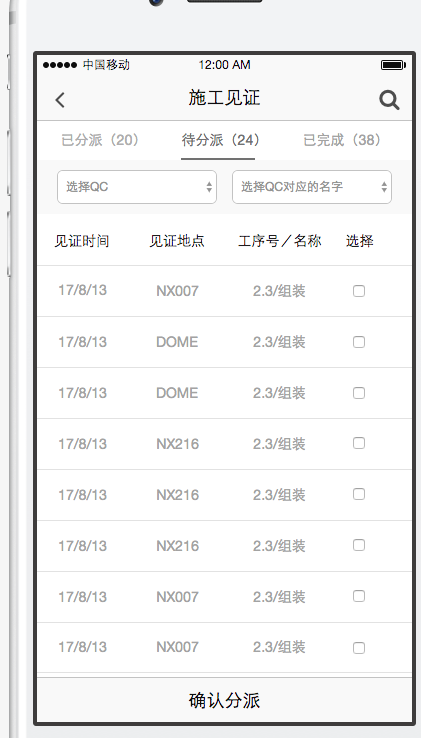 中国移动 12:00 AM
施工见证
已分派（20） 待分派（24） 已完成（38）
选择QC 选择QC对应的名字
见证时间 见证地点 工序号／名称 选择
17/8/13 NX007 2.3/组装
17/8/13 DOME 2.3/组装
17/8/13 DOME 2.3/组装
17/8/13 NX216 2.3/组装
17/8/13 NX216 2.3/组装
17/8/13 NX216 2.3/组装
17/8/13 NX007 2.3/组装
17/8/13 NX007 2.3/组装
确认分派